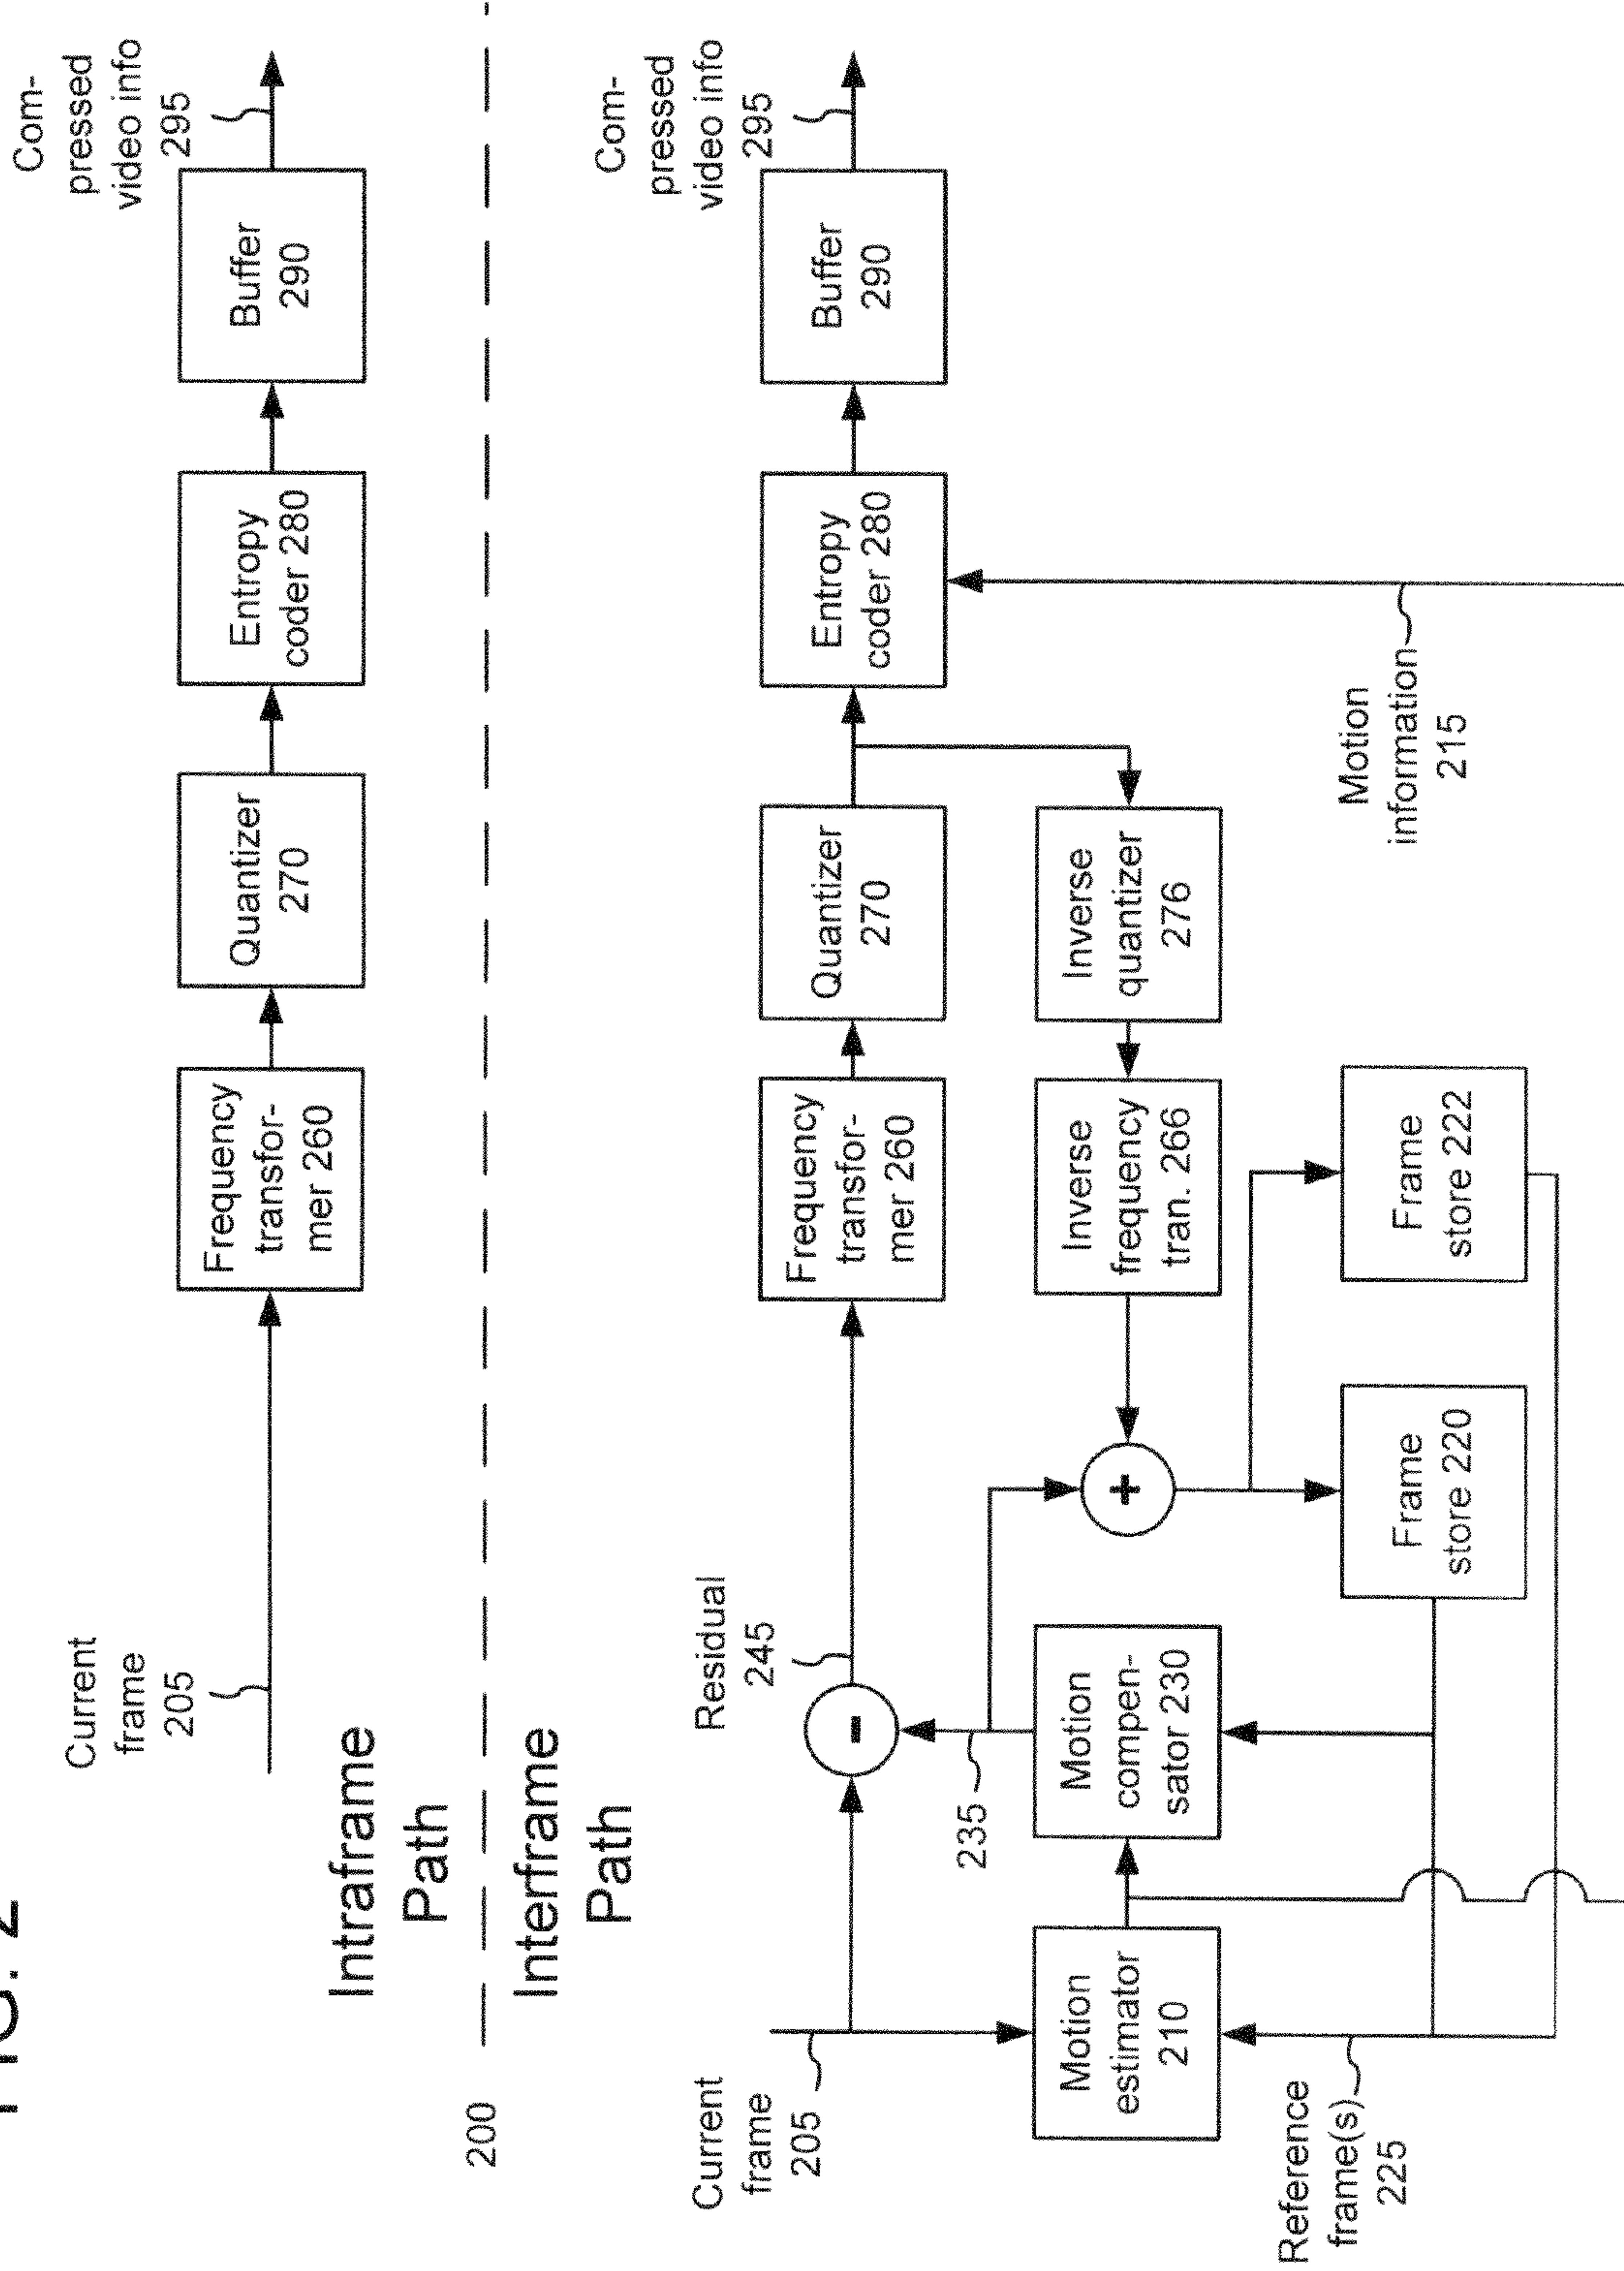 FIG. 2
Current
frame
205
Frequency
transfor-
mer 260
Quantizer
270
Entropy
coder 280
Buffer
290
Com-
pressed
video info
295
Intraframe
Path
200
Interframe
Path
Current
frame
205
Residual
245
Frequency
transfor-
mer 260
Quantizer
270
Entropy
coder 280
Buffer
290
Com-
pressed
video info
295
235
Motion
estimator
210
Motion
compen-
sator 230
+
-
Inverse
frequency
tran. 266
Inverse
quantizer
276
Reference
frame(s)
225
Frame
store 220
Frame
store 222
Motion
information
215